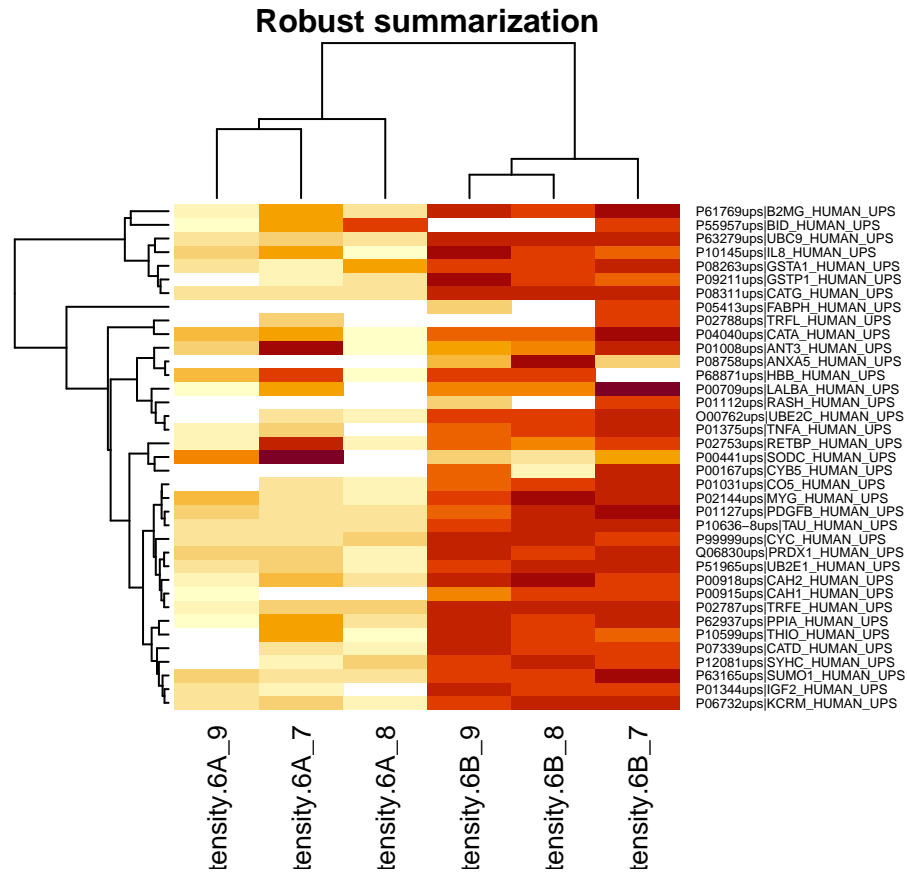 Robust summarization
P61769ups|B2MG_HUMAN_UPS
P55957ups|BID_HUMAN_UPS
P63279ups|UBC9_HUMAN_UPS
P10145ups|IL8_HUMAN_UPS
P08263ups|GSTA1_HUMAN_UPS
P09211ups|GSTP1_HUMAN_UPS
P08311ups|CATG_HUMAN_UPS
P05413ups|FABPH_HUMAN_UPS
P02788ups|TRFL_HUMAN_UPS
P04040ups|CATA_HUMAN_UPS
P01008ups|ANT3_HUMAN_UPS
P08758ups|ANXA5_HUMAN_UPS
P68871ups|HBB_HUMAN_UPS
P00709ups|LALBA_HUMAN_UPS
P01112ups|RASH_HUMAN_UPS
O00762ups|UBE2C_HUMAN_UPS
P01375ups|TNFA_HUMAN_UPS
P02753ups|RETBP_HUMAN_UPS
P00441ups|SODC_HUMAN_UPS
P00167ups|CYB5_HUMAN_UPS
P01031ups|CO5_HUMAN_UPS
P02144ups|MYG_HUMAN_UPS
P01127ups|PDGFB_HUMAN_UPS
P10636−8ups|TAU_HUMAN_UPS
P99999ups|CYC_HUMAN_UPS
Q06830ups|PRDX1_HUMAN_UPS
P51965ups|UB2E1_HUMAN_UPS
P00918ups|CAH2_HUMAN_UPS
P00915ups|CAH1_HUMAN_UPS
P02787ups|TRFE_HUMAN_UPS
P62937ups|PPIA_HUMAN_UPS
P10599ups|THIO_HUMAN_UPS
P07339ups|CATD_HUMAN_UPS
P12081ups|SYHC_HUMAN_UPS
P63165ups|SUMO1_HUMAN_UPS
P01344ups|IGF2_HUMAN_UPS
P06732ups|KCRM_HUMAN_UPS
tensity.6A_9
tensity.6A_7
tensity.6A_8
tensity.6B_9
tensity.6B_8
tensity.6B_7